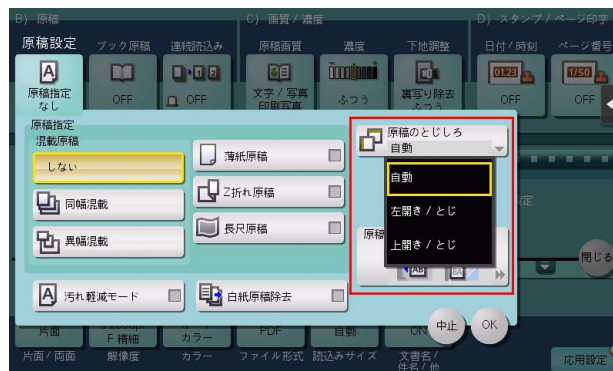 B) 原稿
C) 画質 / 濃度
D) スタンプ / ページ印字
原稿設定
ブック原稿
連続読込み
原稿画質
濃度
下地調整
日付 / 時刻
ページ番号
原稿指定
なし
OFF
OFF
文字 / 写真
印刷写真
ふつう
裏写り除去
ふつう
01.23
OFF
1/50
OFF
原稿指定
混載原稿
しない
同幅混載
異幅混載
薄紙原稿
Z折れ原稿
長尺原稿
汚れ軽減モード
白紙原稿除去
原稿のとじしろ
自動
自動
左開き / とじ
上開き / とじ
閉じる
中止
OK
片面
F 精細
カラー
PDF
自動
片面 / 両面
解像度
カラー
ファイル形式
読込みサイズ
文書名 /
件名 / 他
応用設定